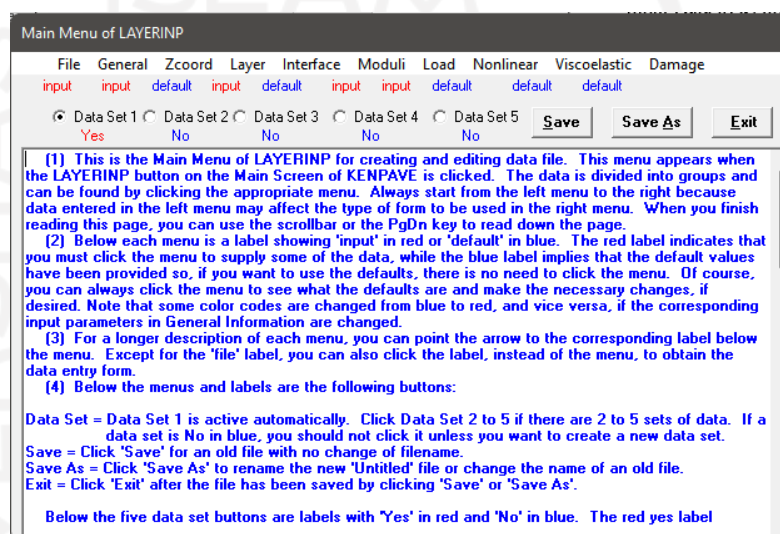 Main Menu of LAYERINP
File General Zcoord Layer Interface Moduli Load Nonlinear Viscoelastic Damage
input input default input default input input default default default
Data Set 1 Data Set 2 Data Set 3 Data Set 4 Data Set 5 Save Save As Exit
Yes No No No No
(1) This is the Main Menu of LAYERINP for creating and editing data file. This menu appears when
the LAYERINP button on the Main Screen of KENPAVE is clicked. The data is divided into groups and
can be found by clicking the appropriate menu. Always start from the left menu to the right because
data entered in the left menu may affect the type of form to be used in the right menu. When you finish
reading this page, you can use the scrollbar or the PgDn key to read down the page.
(2) Below each menu is a label showing 'input' in red or 'default' in blue. The red label indicates that
you must click the menu to supply some of the data, while the blue label implies that the default values
have been provided so, if you want to use the defaults, there is no need to click the menu. Of course,
you can always click the menu to see what the defaults are and make the necessary changes, if
desired. Note that some color codes are changed from blue to red, and vice versa, if the corresponding
input parameters in General Information are changed.
(3) For a longer description of each menu, you can point the arrow to the corresponding label below
the menu. Except for the 'file' label, you can also click the label, instead of the menu, to obtain the
data entry form.
(4) Below the menus and labels are the following buttons:
Data Set = Data Set 1 is active automatically. Click Data Set 2 to 5 if there are 2 to 5 sets of data. If a
data set is No in blue, you should not click it unless you want to create a new data set.
Save = Click 'Save' for an old file with no change of filename.
Save As = Click 'Save As' to rename the new 'Untitled' file or change the name of an old file.
Exit = Click 'Exit' after the file has been saved by clicking 'Save' or 'Save As'.
Below the five data set buttons are labels with 'Yes' in red and 'No' in blue. The red yes label